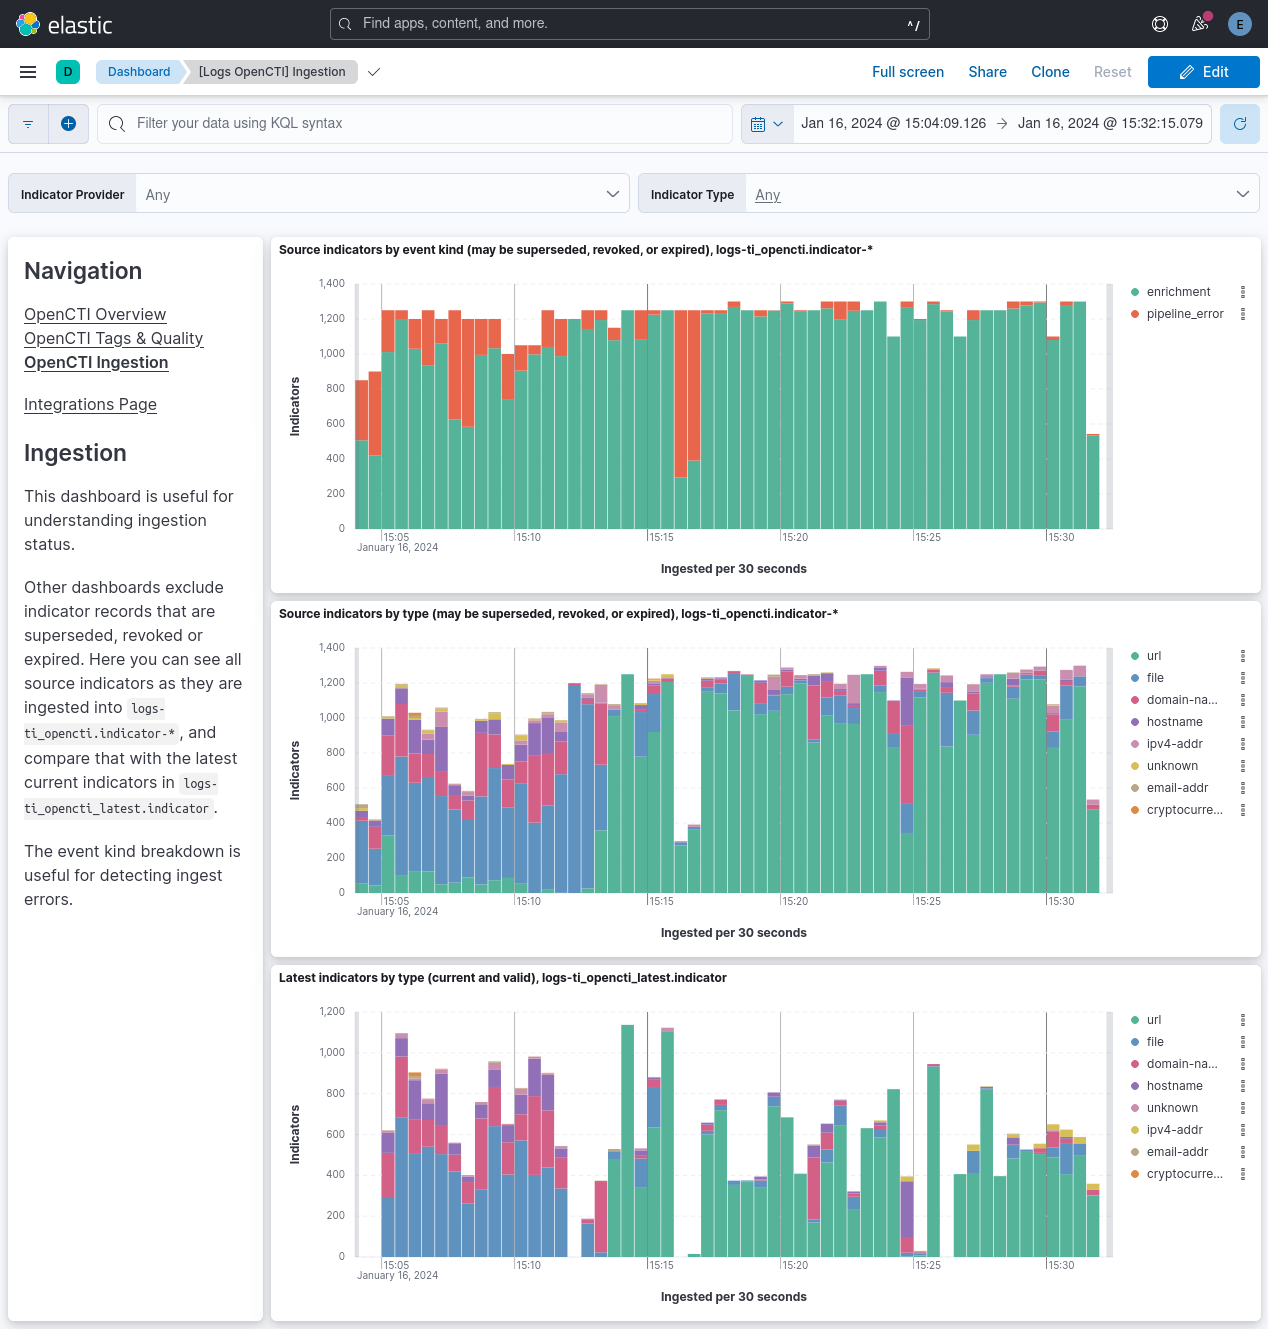 elastic
Find apps, content, and more.
^/
E
D
Dashboard
[Logs OpenCTI] Ingestion
Full screen
Share
Clone
Reset
Edit
Filter your data using KQL syntax
Jan 16, 2024 @ 15:04:09.126 → Jan 16, 2024 @ 15:32:15.079
Indicator Provider
Any
Indicator Type
Any
Navigation
OpenCTI Overview
OpenCTI Tags & Quality
OpenCTI Ingestion
Integrations Page
Ingestion
This dashboard is useful for
understanding ingestion
status.
Other dashboards exclude
indicator records that are
superseded, revoked or
expired. Here you can see all
source indicators as they are
ingested into logs-
ti_opencti.indicator-*, and
compare that with the latest
current indicators in logs-
ti_opencti_latest.indicator.
The event kind breakdown is
useful for detecting ingest
errors.
Source indicators by event kind (may be superseded, revoked, or expired), logs-ti_opencti.indicator-*
Indicators
1,400
1,200
1,000
800
600
400
200
0
15:05
15:10
15:15
15:20
15:25
15:30
January 16, 2024
Ingested per 30 seconds
enrichment
pipeline_error
Source indicators by type (may be superseded, revoked, or expired), logs-ti_opencti.indicator-*
Indicators
1,400
1,200
1,000
800
600
400
200
0
15:05
15:10
15:15
15:20
15:25
15:30
January 16, 2024
Ingested per 30 seconds
url
file
domain-na...
hostname
ipv4-addr
unknown
email-addr
cryptocurre...
Latest indicators by type (current and valid), logs-ti_opencti_latest.indicator
Indicators
1,200
1,000
800
600
400
200
0
15:05
15:10
15:15
15:20
15:25
15:30
January 16, 2024
Ingested per 30 seconds
url
file
domain-na...
hostname
unknown
ipv4-addr
email-addr
cryptocurre...